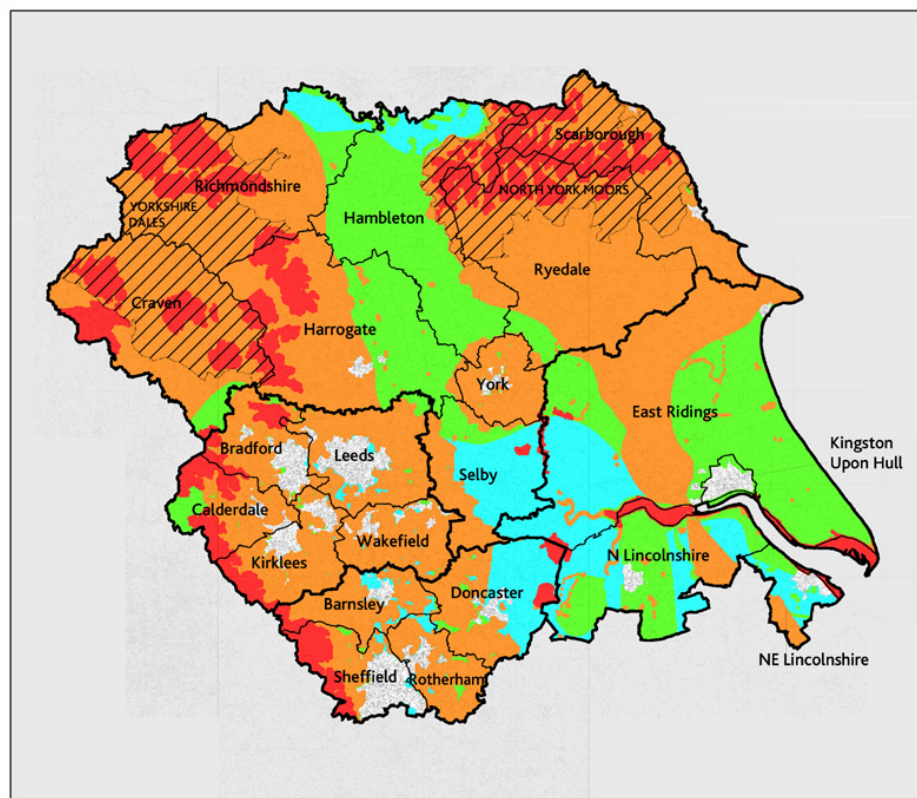 Scarborough
Richmondshire
NORTH YORK MOORS
YORKSHIRE
DALES
Hambleton
Ryedale
Craven
Harrogate
York
East Ridings
Kingston
Upon Hull
Bradford
Leeds
Selby
Calderdale
Wakefield
N Lincolnshire
Kirklees
Barnsley
Doncaster
NE Lincolnshire
Sheffield
Rotherham